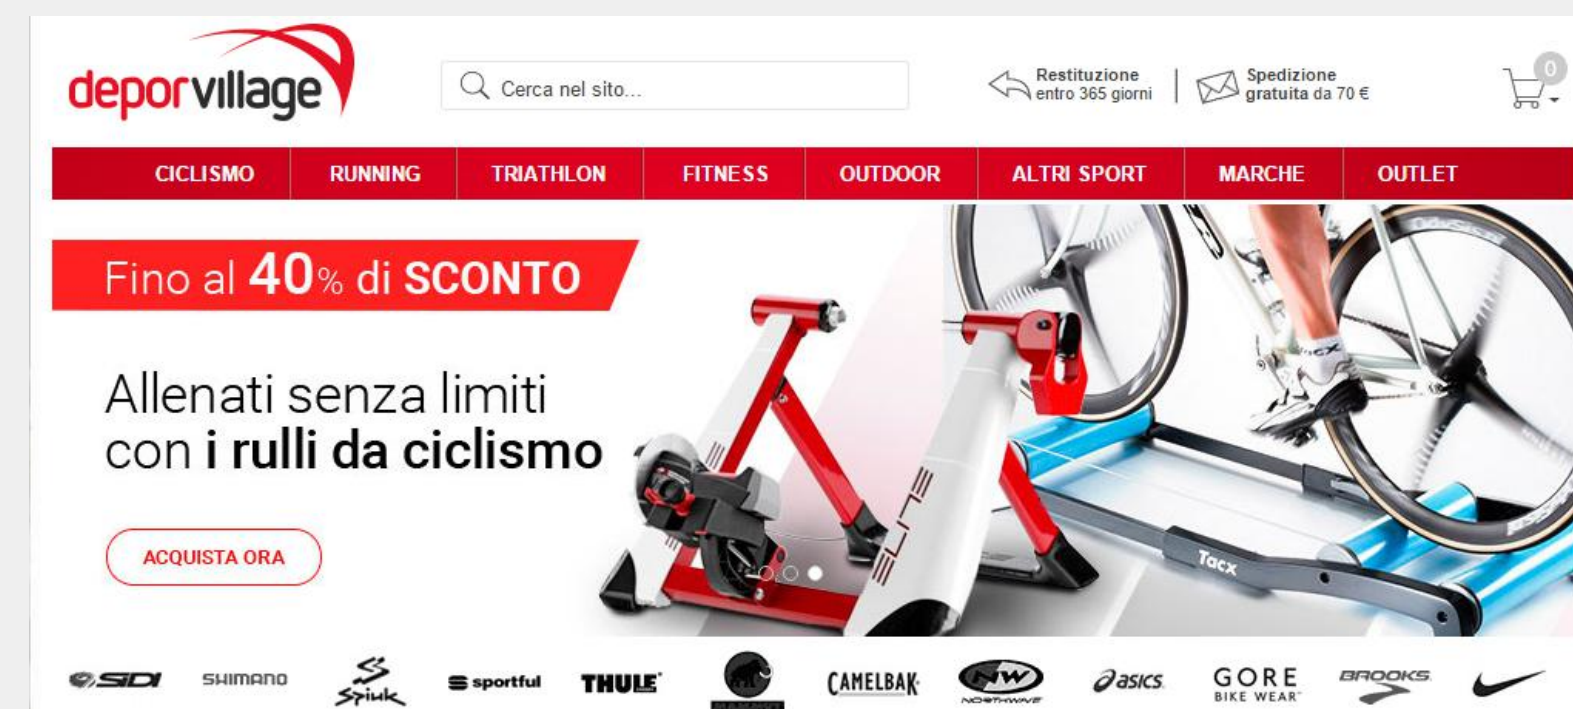 deporvillage
Cerca nel sito...
Restituzione
entro 365 giorni
Spedizione
gratuita da 70 €
0
CICLISMO
RUNNING
TRIATHLON
FITNESS
OUTDOOR
ALTRI SPORT
MARCHE
OUTLET
Fino al 40% di SCONTO
Allenati senza limiti
con i rulli da ciclismo
ACQUISTA ORA
ELITE
Tacx
SIDI
SHIMANO
Spiuk
sportful
THULE
MAMMUT
CAMELBAK
NW
NORTHWAVE
asics
GORE
BIKE WEAR
BROOKS